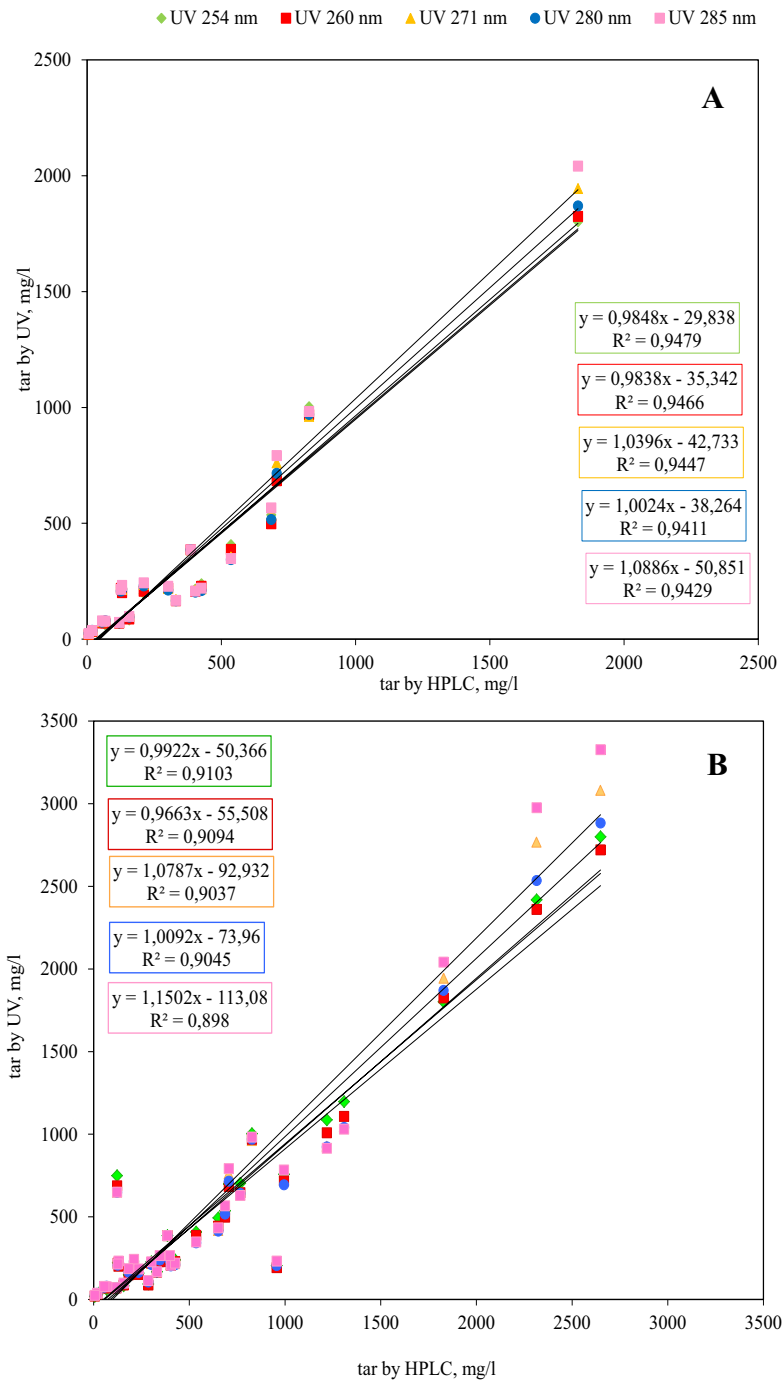 UV 254 nm UV 260 nm UV 271 nm UV 280 nm UV 285 nm
2500
A
2000
1500
1000
500
0
tar by UV, mg/l
y = 0,9848x - 29,838
R² = 0,9479
y = 0,9838x - 35,342
R² = 0,9466
y = 1,0396x - 42,733
R² = 0,9447
y = 1,0024x - 38,264
R² = 0,9411
y = 1,0886x - 50,851
R² = 0,9429
0 500 1000 1500 2000 2500
tar by HPLC, mg/l
3500
B
3000
2500
2000
1500
1000
500
0
tar by UV, mg/l
y = 0,9922x - 50,366
R² = 0,9103
y = 0,9663x - 55,508
R² = 0,9094
y = 1,0787x - 92,932
R² = 0,9037
y = 1,0092x - 73,96
R² = 0,9045
y = 1,1502x - 113,08
R² = 0,898
0 500 1000 1500 2000 2500 3000 3500
tar by HPLC, mg/l